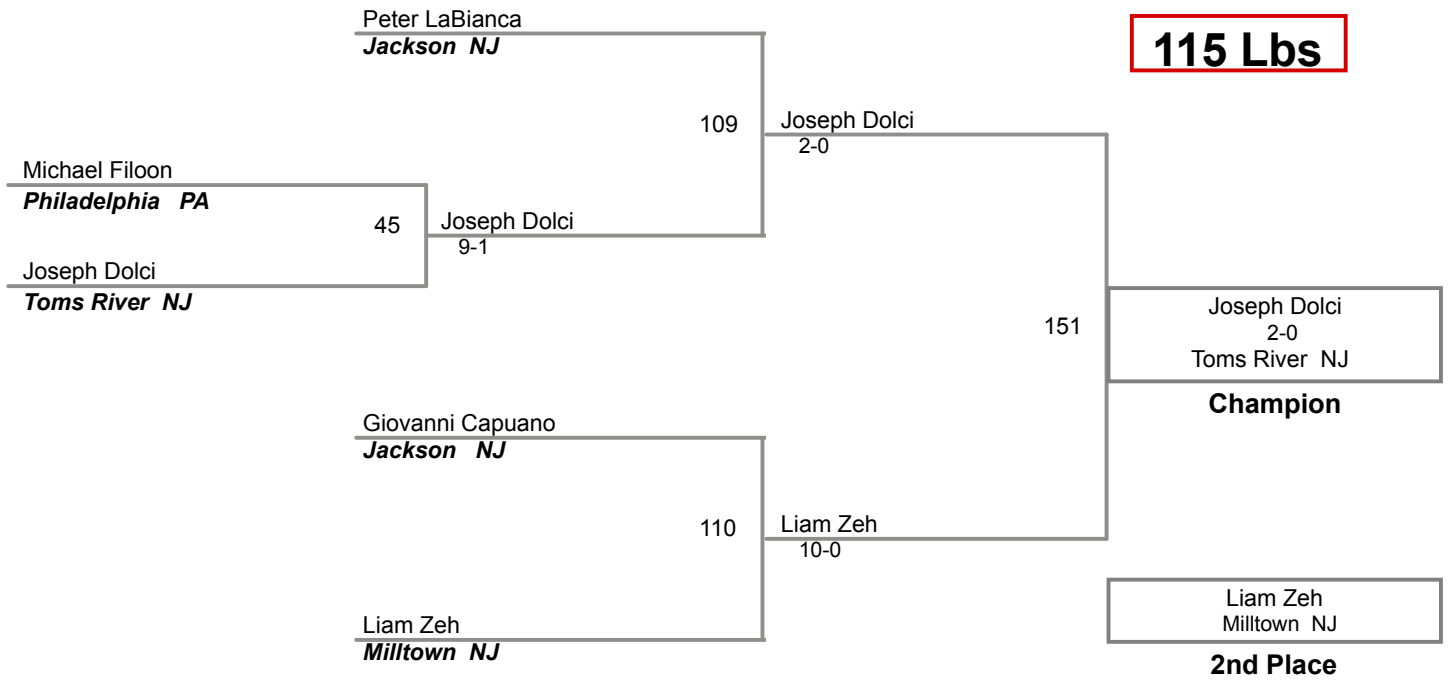 Peter LaBianca
Jackson NJ
115 Lbs
109
Joseph Dolci
2-0
Michael Filoon
Philadelphia PA
45
Joseph Dolci
9-1
Joseph Dolci
Toms River NJ
151
Joseph Dolci
2-0
Toms River NJ
Champion
Giovanni Capuano
Jackson NJ
110
Liam Zeh
10-0
Liam Zeh
Milltown NJ
Liam Zeh
Milltown NJ
2nd Place